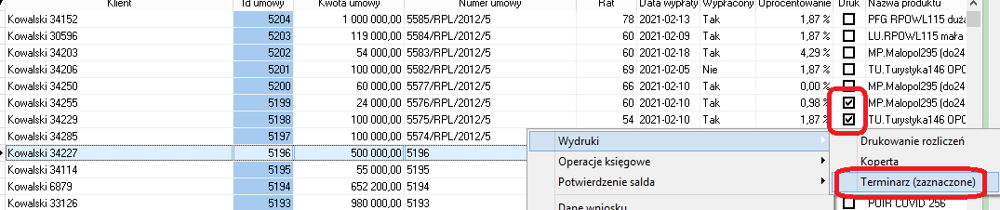 Klient Id umowy Kwota umowy Numer umowy Rat Data wypłaty Wypłacony Uprocentowanie Druk Nazwa produktu
Kowalski 34152 5204 1 000 000,00 5585/RPL/2012/5 78 2021-02-13 Tak 1,87 % PFG RPOWL115 duża
Kowalski 30596 5203 119 000,00 5584/RPL/2012/5 60 2021-02-09 Tak 1,87 % LU.RPOWL115 mała
Kowalski 34203 5202 54 000,00 5583/RPL/2012/5 60 2021-02-18 Tak 4,29 % MP.Malopol295 (do24
Kowalski 34206 5201 100 000,00 5582/RPL/2012/5 69 2021-02-05 Nie 1,87 % TU.Turystyka146 OPO
Kowalski 34250 5200 60 000,00 5577/RPL/2012/5 66 2021-02-10 Tak 0,00 % MP.Malopol295 (do24
Kowalski 34255 5199 24 000,00 5576/RPL/2012/5 60 2021-02-10 Tak 0,98 % MP.Malopol295 (do24
Kowalski 34229 5198 100 000,00 5575/RPL/2012/5 54 2021-02-10 Tak 1,87 % TU.Turystyka146 OPO
Kowalski 34285 5197 100 000,00 5574/RPL/2012/5
Kowalski 34227 5196 500 000,00 5196
Kowalski 34114 5195 55 000,00 5195
Kowalski 6879 5194 652 200,00 5194
Kowalski 33126 5193 980 000,00 5193
Wydruki
Operacje księgowe
Potwierdzenie salda
Dane wniosku
Drukowanie rozliczeń
Koperta
Terminarz (zaznaczone)
POIR COVID 256